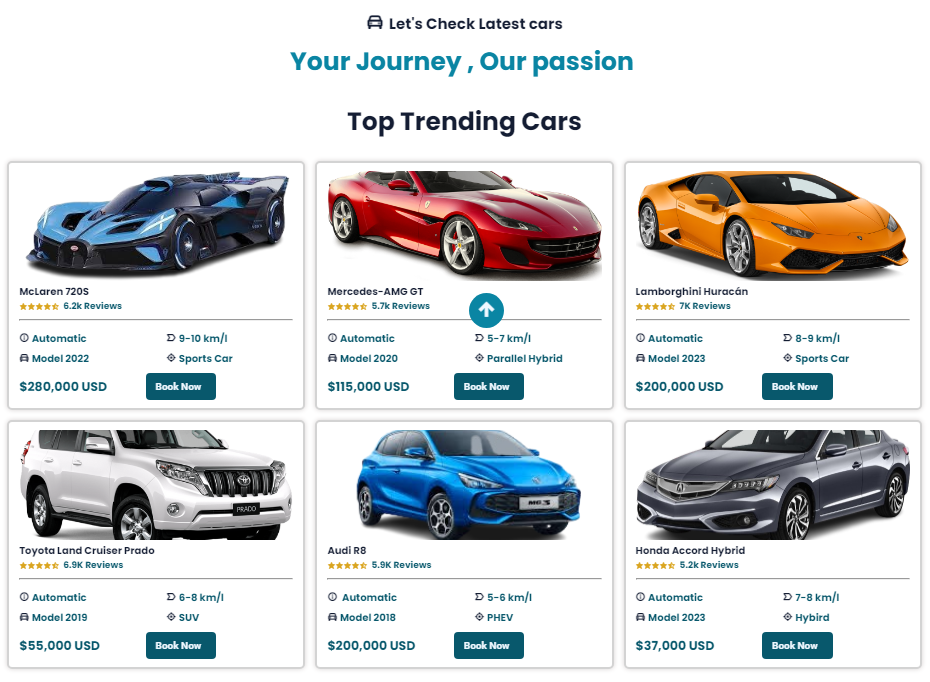 Let's Check Latest cars
Your Journey , Our passion
Top Trending Cars
McLaren 720S
6.2k Reviews
Automatic
9-10 km/l
Model 2022
Sports Car
$280,000 USD
Book Now
Mercedes-AMG GT
5.7k Reviews
Automatic
5-7 km/l
Model 2020
Parallel Hybrid
$115,000 USD
Book Now
Lamborghini Huracán
7K Reviews
Automatic
8-9 km/l
Model 2023
Sports Car
$200,000 USD
Book Now
PRADO
Toyota Land Cruiser Prado
6.9K Reviews
Automatic
6-8 km/l
Model 2019
SUV
$55,000 USD
Book Now
MG 3
Audi R8
5.9K Reviews
Automatic
5-6 km/l
Model 2018
PHEV
$200,000 USD
Book Now
Honda Accord Hybrid
5.2k Reviews
Automatic
7-8 km/l
Model 2023
Hybird
$37,000 USD
Book Now